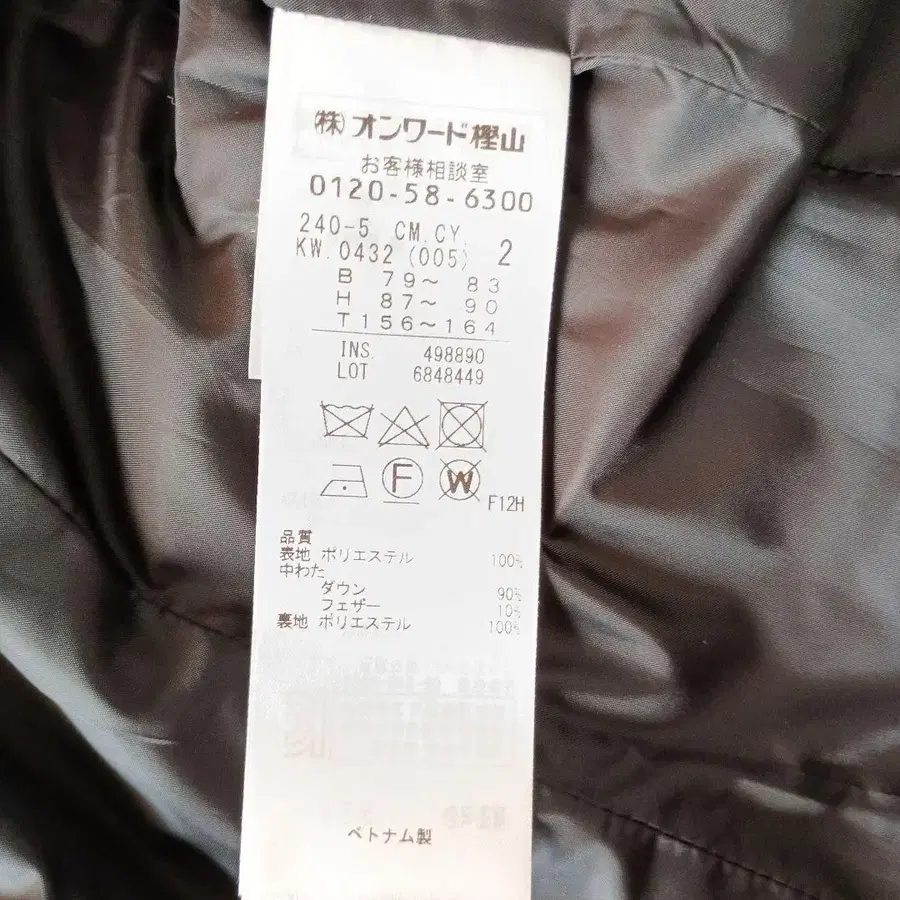 (株)オンワード樫山
お客様相談室
0120-58-6300
240-5 CM.CY. 2
KW.0432 (005)
B 79～ 83
H 87～ 90
T156～164
INS. 498890
LOT 6848449
F
W
F12H
品質
表地 ポリエステル 100%
中わた
ダウン 90%
フェザー 10%
裏地 ポリエステル 100%
ベトナム製